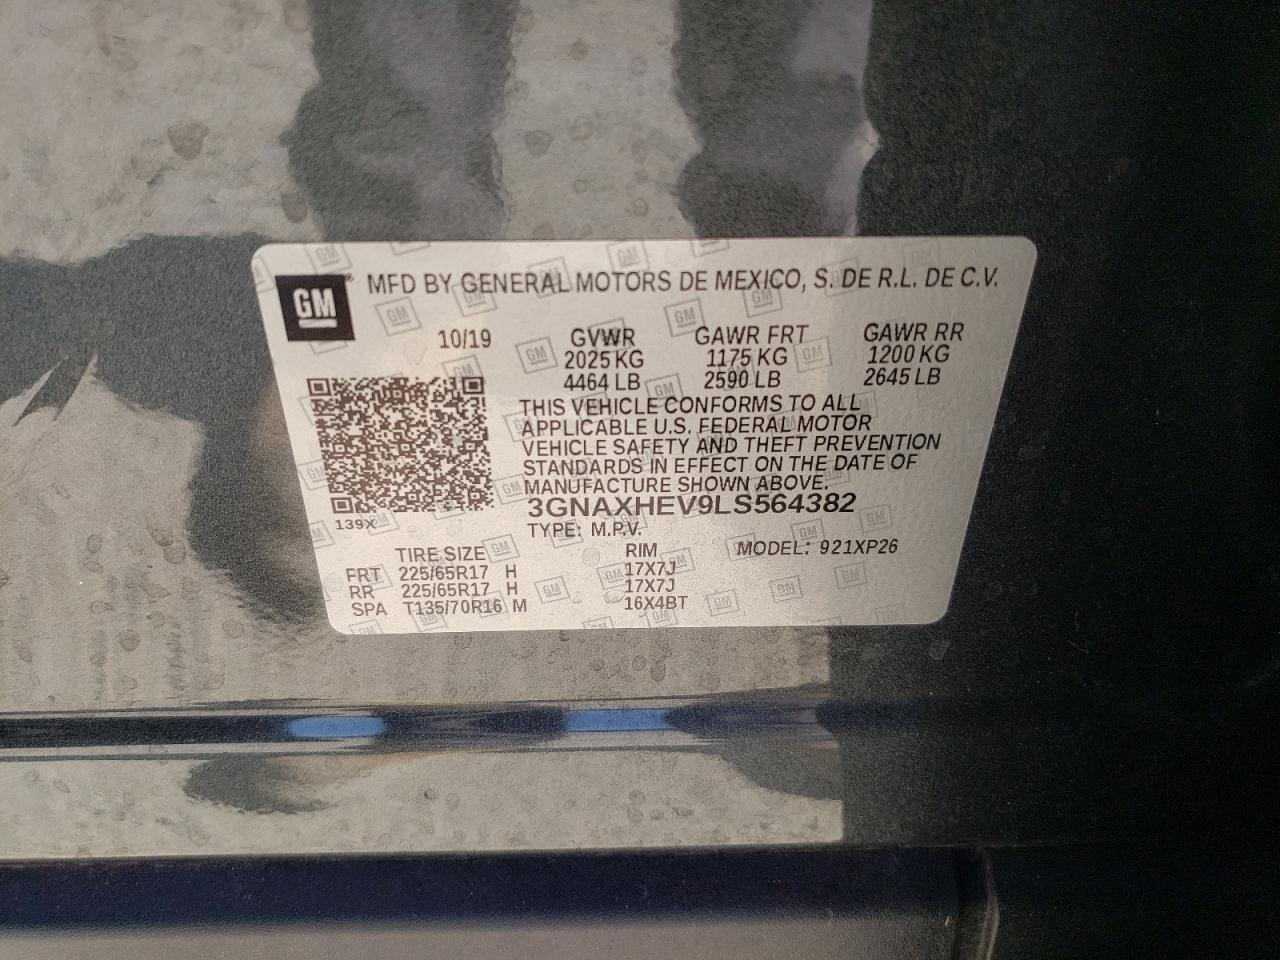 GM® MFD BY GENERAL MOTORS DE MEXICO, S. DE R.L. DE C.V.
10/19 GVWR GAWR FRT GAWR RR
2025 KG 1175 KG 1200 KG
4464 LB 2590 LB 2645 LB
THIS VEHICLE CONFORMS TO ALL
APPLICABLE U.S. FEDERAL MOTOR
VEHICLE SAFETY AND THEFT PREVENTION
STANDARDS IN EFFECT ON THE DATE OF
MANUFACTURE SHOWN ABOVE.
3GNAXHEV9LS564382
139X
TYPE: M.P.V.
TIRE SIZE RIM MODEL: 921XP26
FRT 225/65R17 H 17X7J
RR 225/65R17 H 17X7J
SPA T135/70R16 M 16X4BT